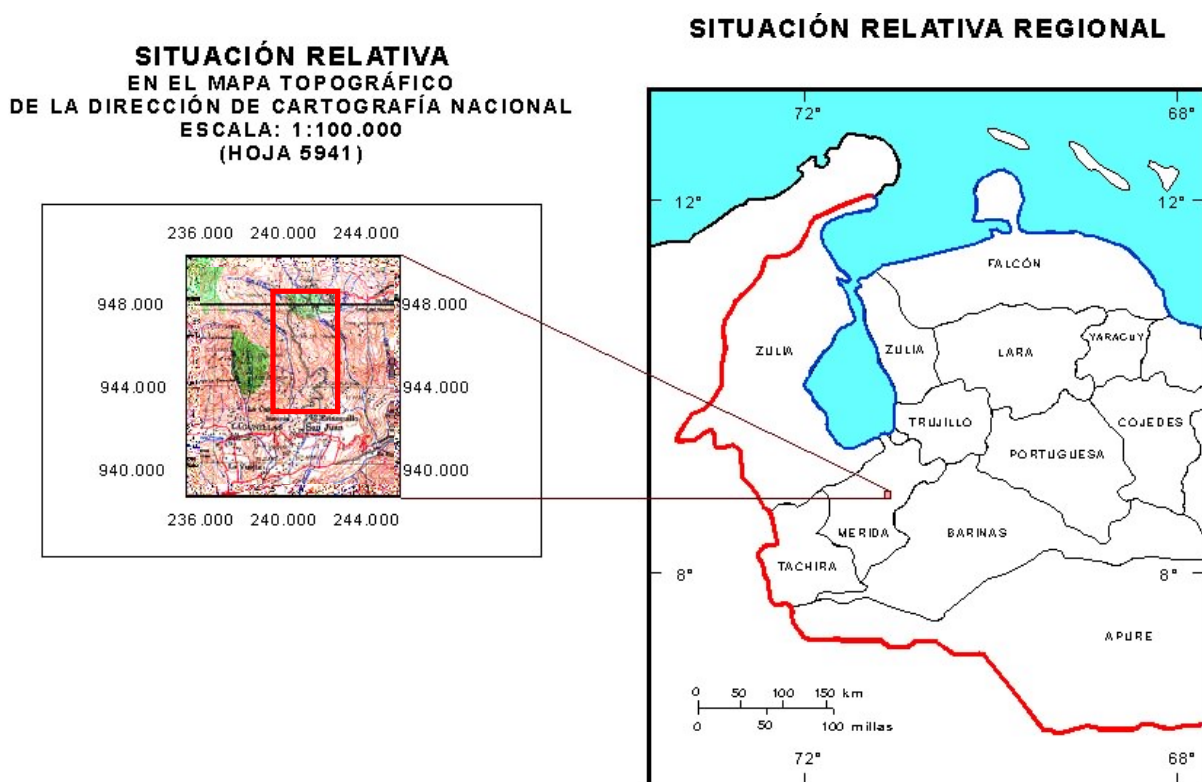 SITUACIÓN RELATIVA
EN EL MAPA TOPOGRÁFICO
DE LA DIRECCIÓN DE CARTOGRAFÍA NACIONAL
ESCALA: 1:100.000
(HOJA 5941)
236.000 240.000 244.000
948.000 948.000
944.000 944.000
LAGUNILLAS
San Juan
940.000 940.000
236.000 240.000 244.000
SITUACIÓN RELATIVA REGIONAL
72° 68°
12° 12°
FALCÓN
ZULIA ZULIA LARA YARACUY
TRUJILLO COJEDES
PORTUGUESA
MERIDA BARINAS
TACHIRA
8° 8°
APURE
0 50 100 150 km
0 50 100 millas
72° 68°